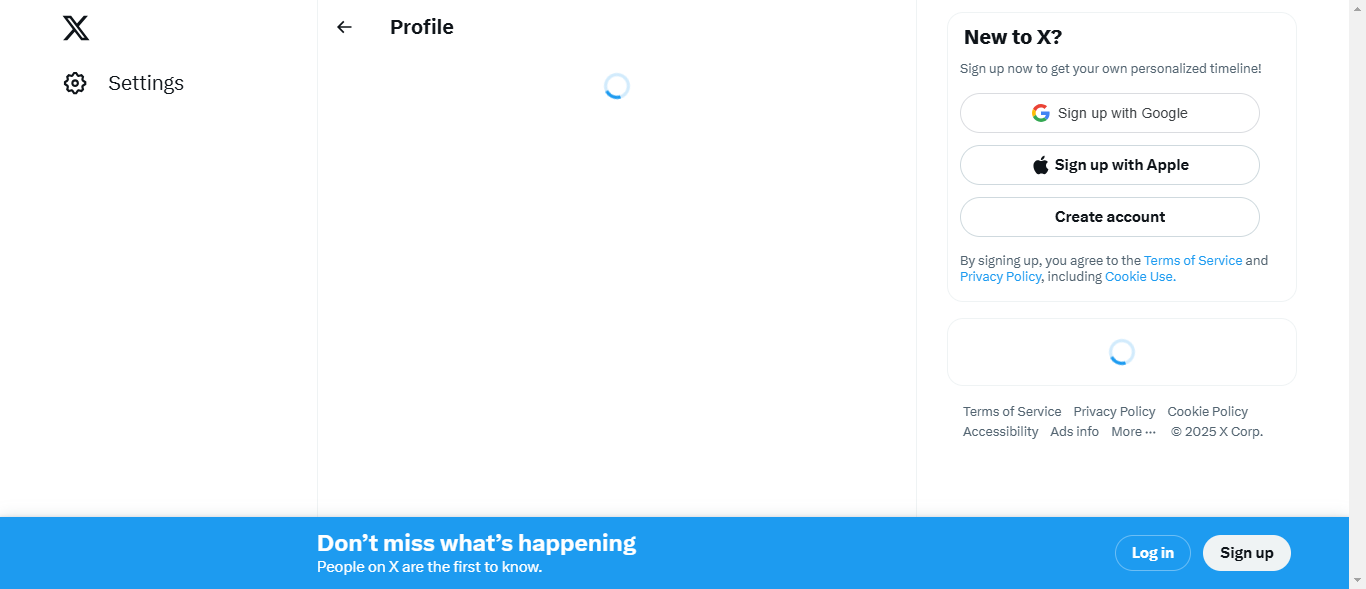 Settings
Profile
New to X?
Sign up now to get your own personalized timeline!
Sign up with Google
Sign up with Apple
Create account
By signing up, you agree to the Terms of Service and
Privacy Policy, including Cookie Use.
Terms of Service Privacy Policy Cookie Policy
Accessibility Ads info More ··· © 2025 X Corp.
Don’t miss what’s happening
People on X are the first to know.
Log in
Sign up